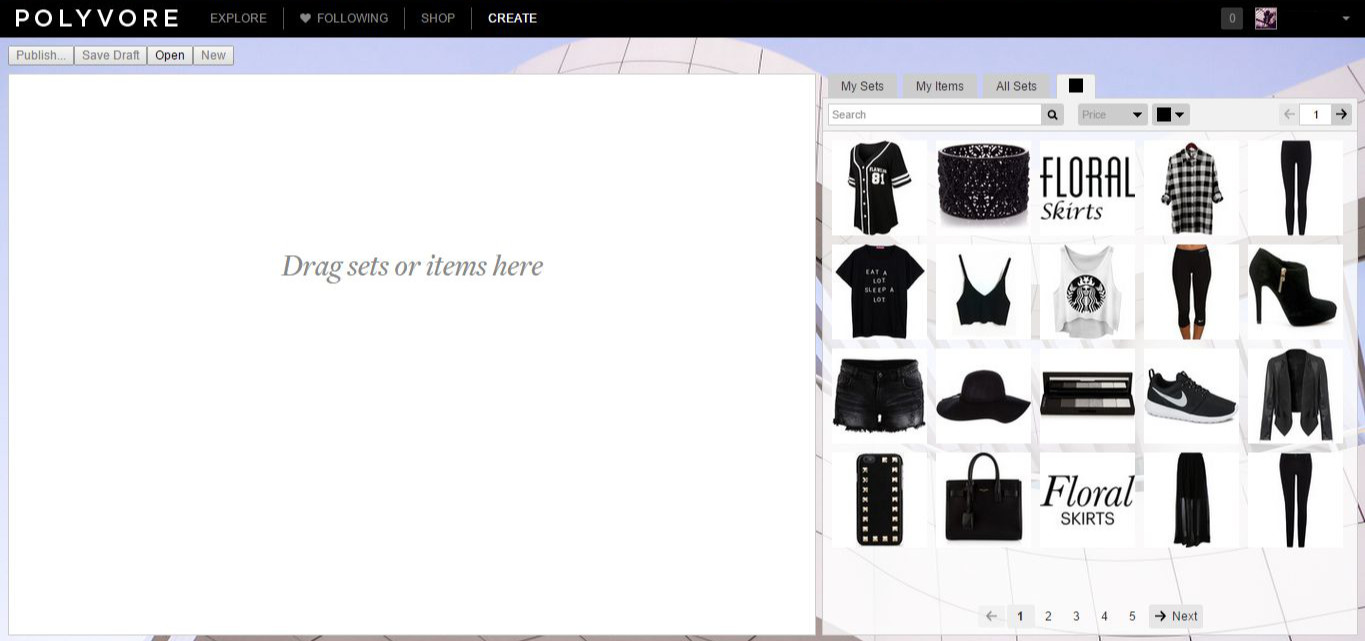 POLYVORE EXPLORE FOLLOWING SHOP CREATE 0
Publish... Save Draft Open New
My Sets My Items All Sets
Search Price 1
Drag sets or items here
81
FLORAL
Skirts
EAT A
LOT
SLEEP A
LOT
Floral
SKIRTS
1 2 3 4 5 Next